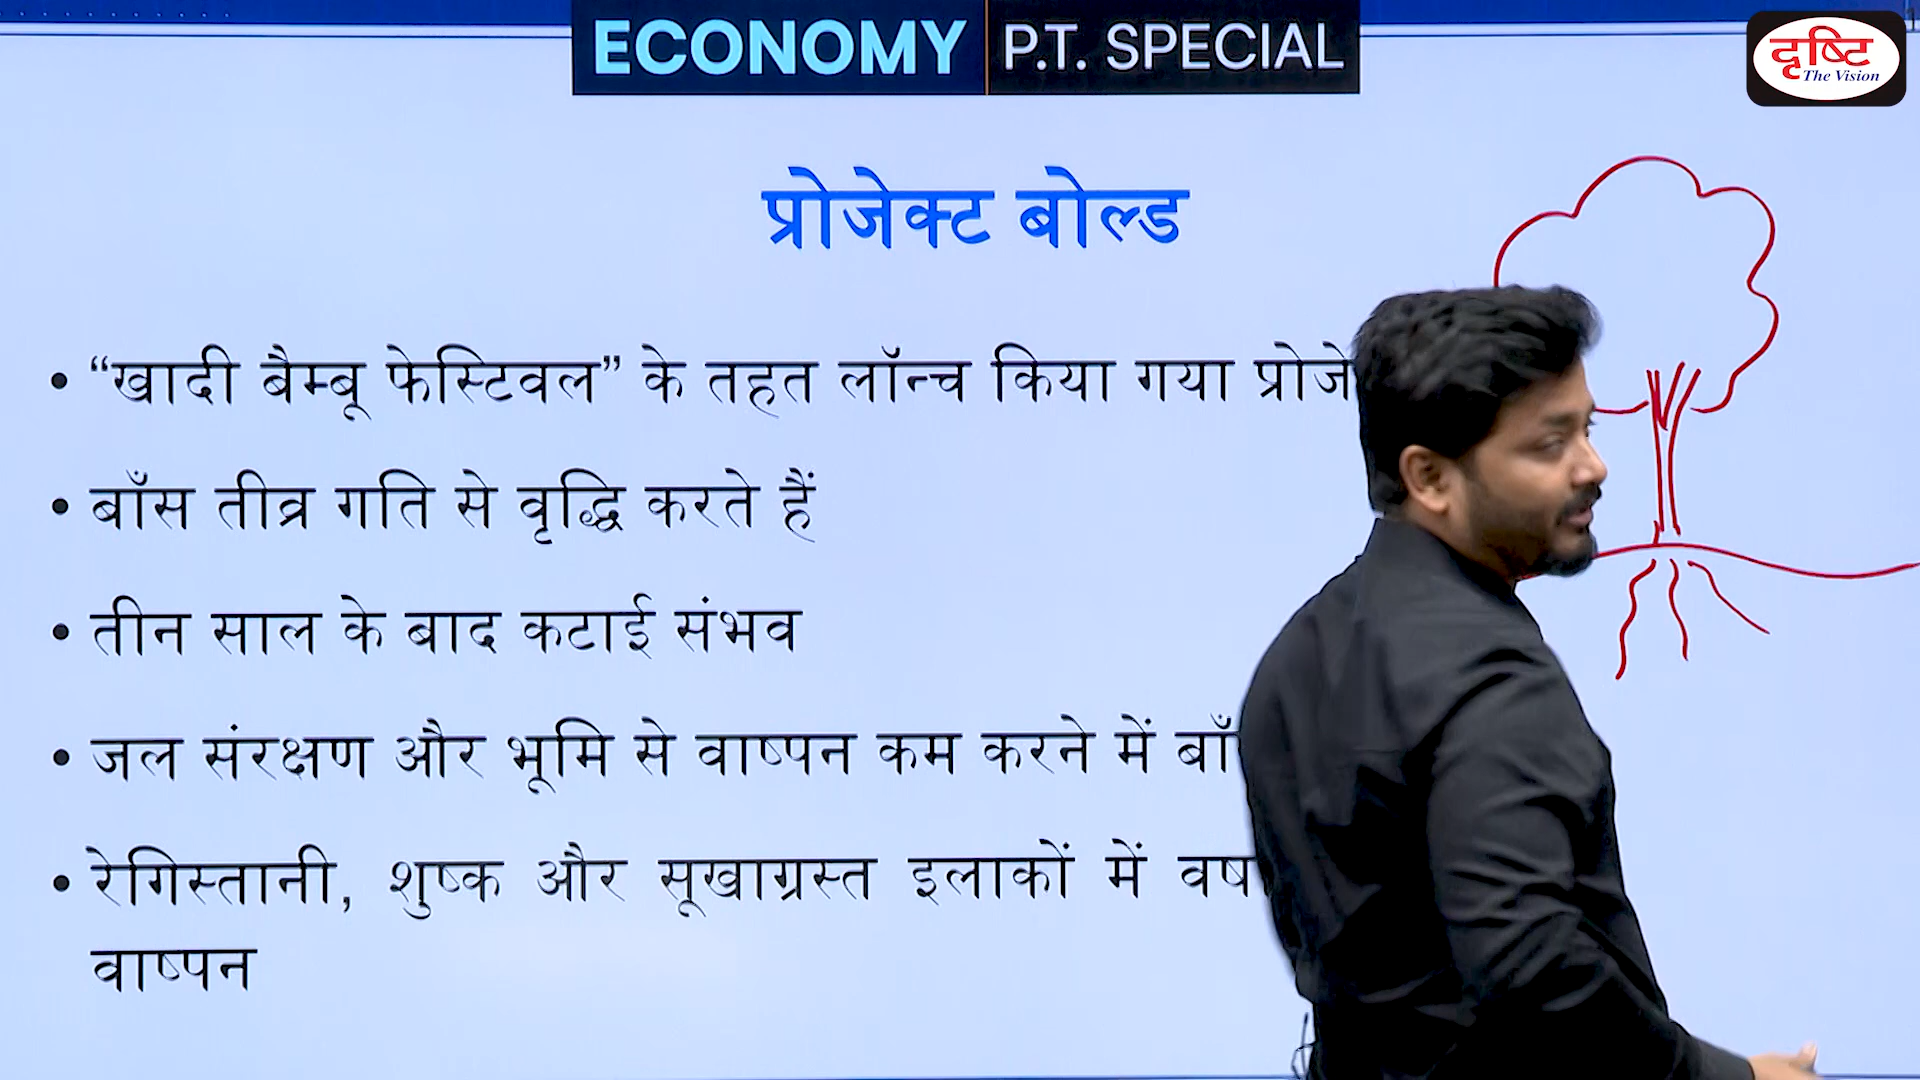 ECONOMY P.T. SPECIAL
दृष्टि
The Vision
प्रोजेक्ट बोल्ड
• “खादी बैम्बू फेस्टिवल” के तहत लॉन्च किया गया
• बाँस तीव्र गति से वृद्धि करते हैं
• तीन साल के बाद कटाई संभव
• जल संरक्षण और भूमि से वाष्पन कम करने में
• रेगिस्तानी, शुष्क और सूखाग्रस्त इलाकों में
वाष्पन